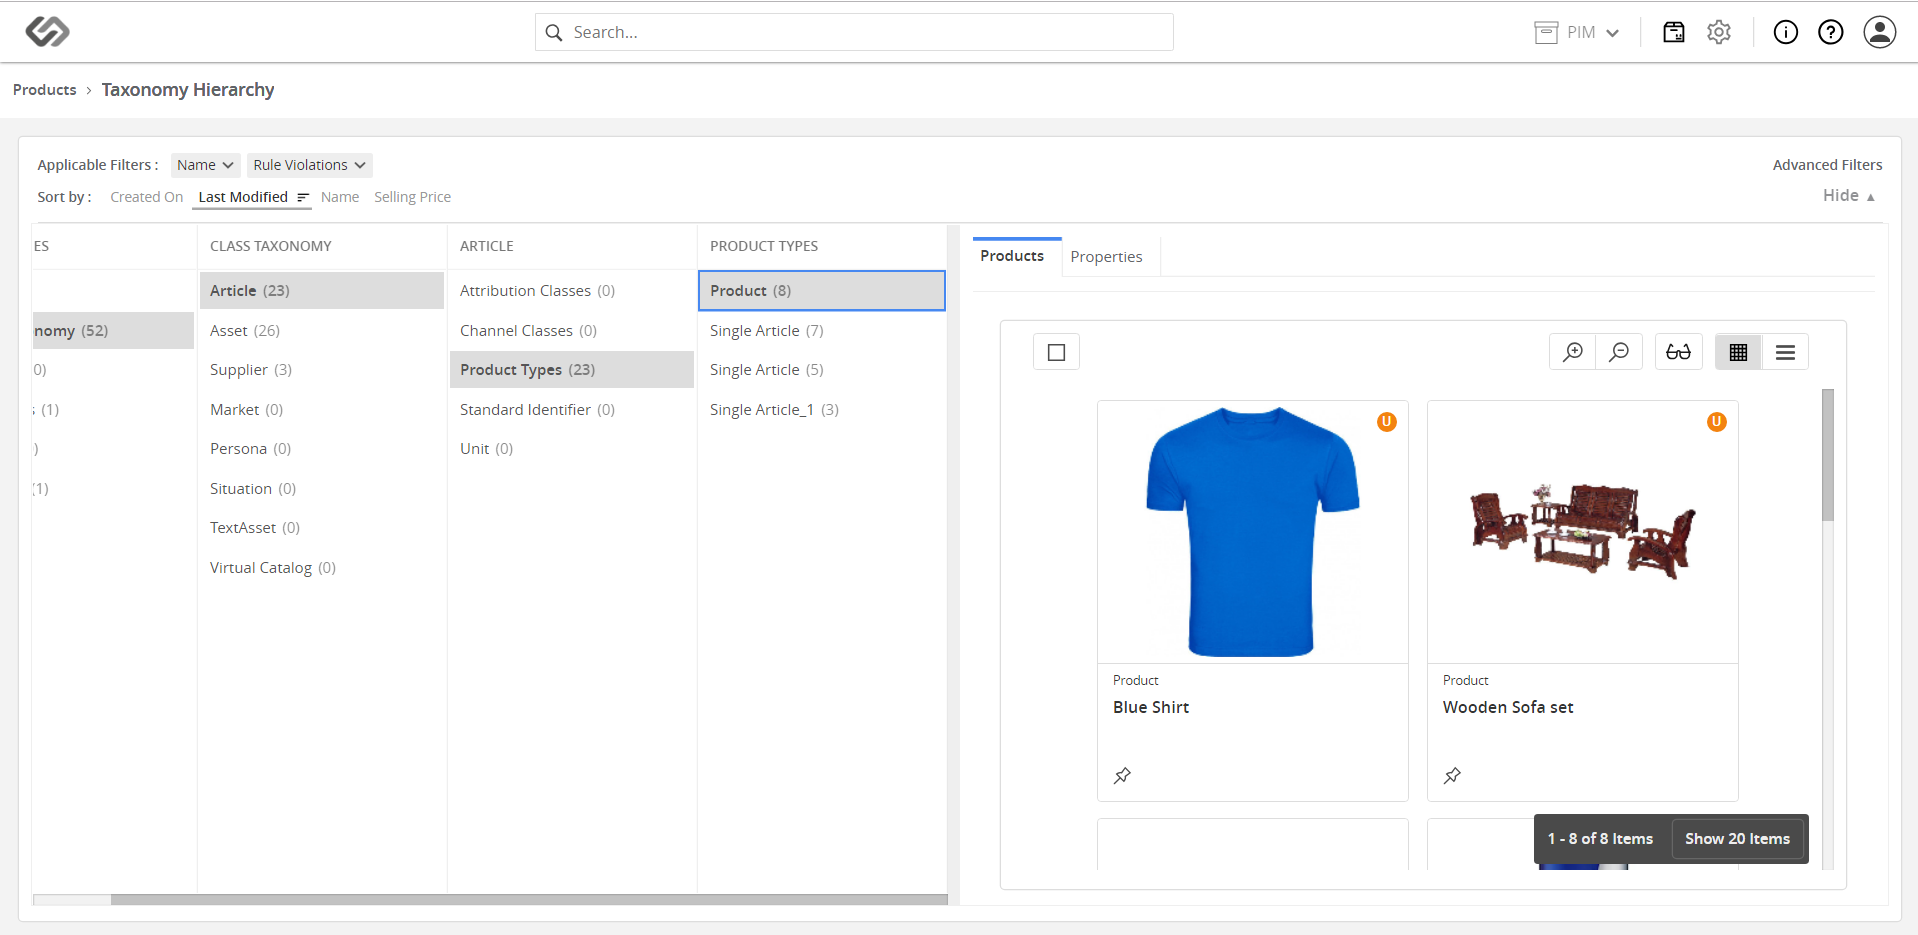 Search...
PIM
Products › Taxonomy Hierarchy
Applicable Filters : Name Rule Violations
Advanced Filters
Sort by : Created On Last Modified Name Selling Price
Hide ▲
ES
nomy (52)
0)
(1)
)
(1)
CLASS TAXONOMY
Article (23)
Asset (26)
Supplier (3)
Market (0)
Persona (0)
Situation (0)
TextAsset (0)
Virtual Catalog (0)
ARTICLE
Attribution Classes (0)
Channel Classes (0)
Product Types (23)
Standard Identifier (0)
Unit (0)
PRODUCT TYPES
Product (8)
Single Article (7)
Single Article (5)
Single Article_1 (3)
Products Properties
U
Product
Blue Shirt
U
Product
Wooden Sofa set
1 - 8 of 8 Items Show 20 Items